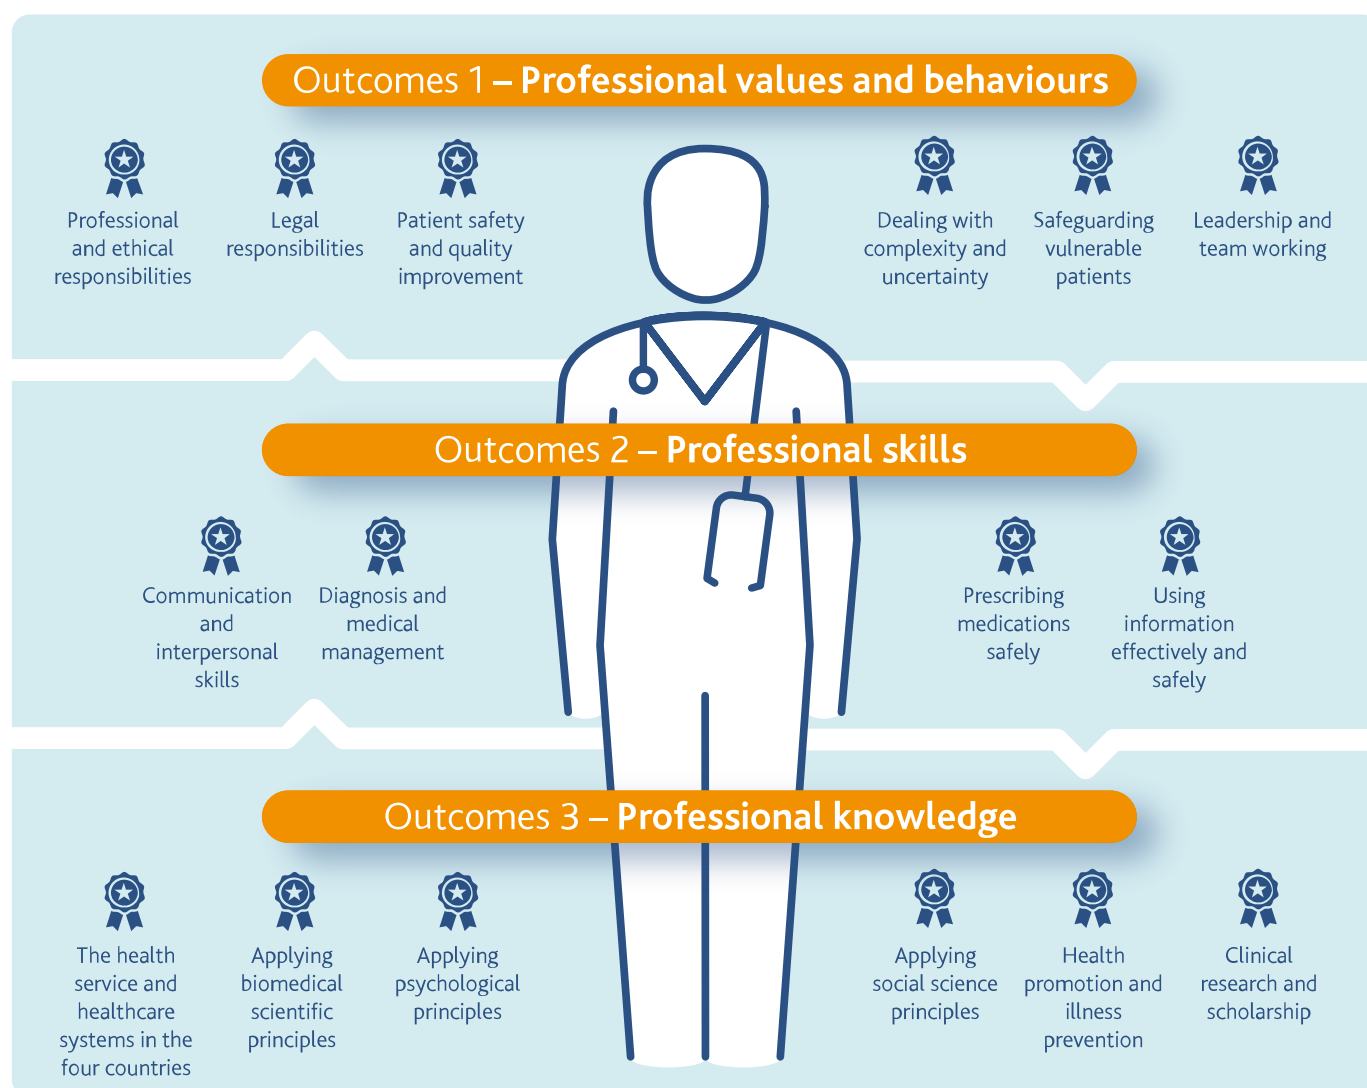 Outcomes 1 – Professional values and behaviours
Professional
and ethical
responsibilities
Legal
responsibilities
Patient safety
and quality
improvement
Dealing with
complexity and
uncertainty
Safeguarding
vulnerable
patients
Leadership and
team working
Outcomes 2 – Professional skills
Communication
and
interpersonal
skills
Diagnosis and
medical
management
Prescribing
medications
safely
Using
information
effectively and
safely
Outcomes 3 – Professional knowledge
The health
service and
healthcare
systems in the
four countries
Applying
biomedical
scientific
principles
Applying
psychological
principles
Applying
social science
principles
Health
promotion and
illness
prevention
Clinical
research and
scholarship